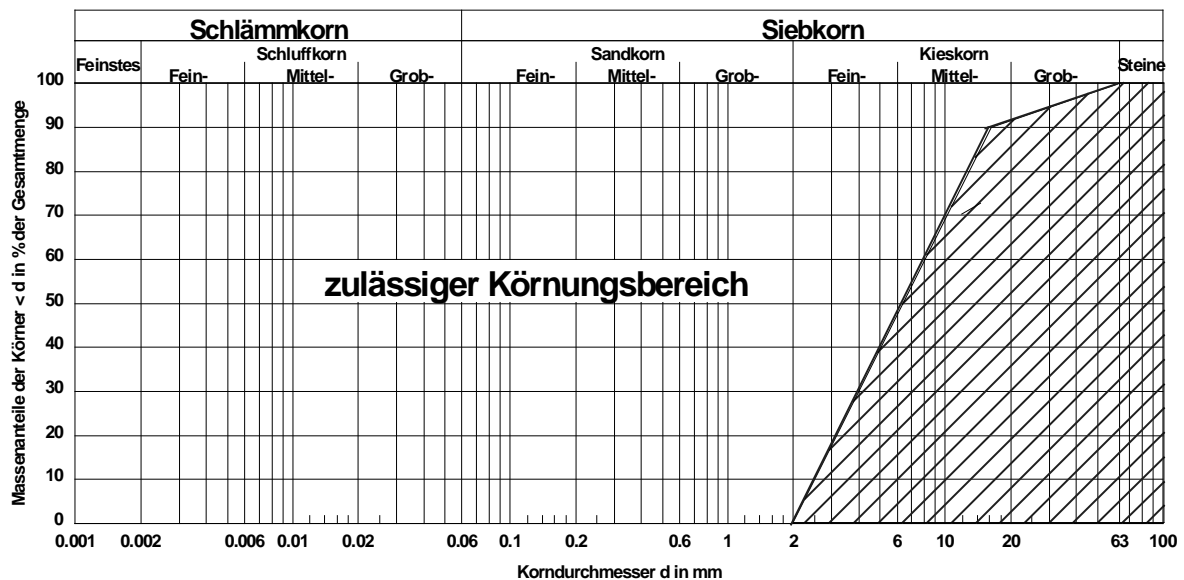 Schlämmkorn Siebkorn
Schluffkorn Sandkorn Kieskorn
Feinstes Fein- Mittel- Grob- Fein- Mittel- Grob- Fein- Mittel- Grob- Steine
Massenanteile der Körner < d in % der Gesamtmenge
100
90
80
70
60
50
40
30
20
10
0
zulässiger Körnungsbereich
0.001 0.002 0.006 0.01 0.02 0.06 0.1 0.2 0.6 1 2 6 10 20 63 100
Korndurchmesser d in mm